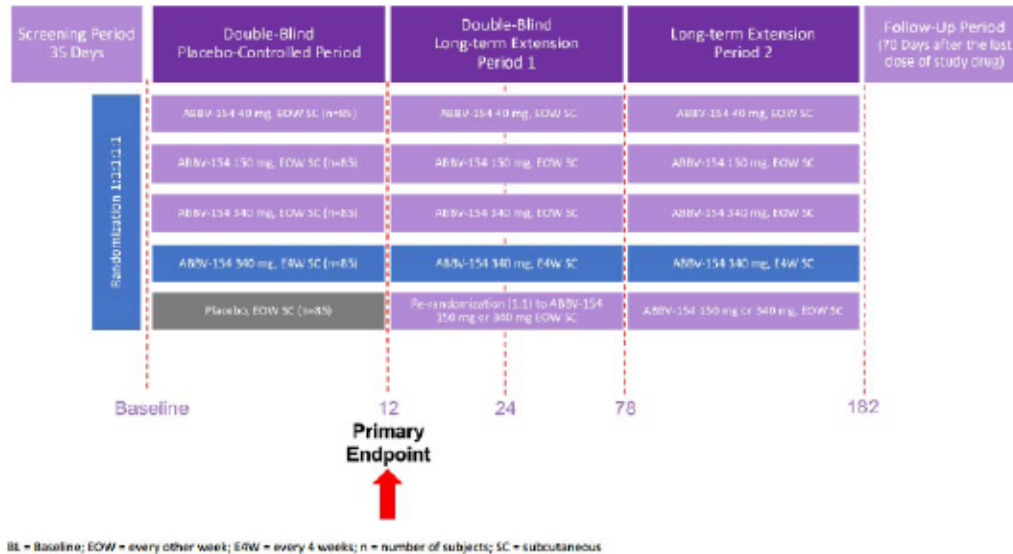 Screening Period
35 Days
Double-Blind
Placebo-Controlled Period
Double-Blind
Long-term Extension
Period 1
Long-term Extension
Period 2
Follow-Up Period
(70 Days after the last
dose of study drug)
Randomization 1:1:1:1:1
ABBV-154 40 mg, EOW SC (n=85)
ABBV-154 40 mg, EOW SC
ABBV-154 40 mg, EOW SC
ABBV-154 150 mg, EOW SC (n=85)
ABBV-154 150 mg, EOW SC
ABBV-154 150 mg, EOW SC
ABBV-154 340 mg, EOW SC (n=85)
ABBV-154 340 mg, EOW SC
ABBV-154 340 mg, EOW SC
ABBV-154 340 mg, E4W SC (n=85)
ABBV-154 340 mg, E4W SC
ABBV-154 340 mg, E4W SC
Placebo, EOW SC (n=85)
Re-randomization (1:1) to ABBV-154
150 mg or 340 mg EOW SC
ABBV-154 150 mg or 340 mg, EOW SC
Baseline
12
24
78
182
Primary
Endpoint
BL = Baseline; EOW = every other week; E4W = every 4 weeks; n = number of subjects; SC = subcutaneous